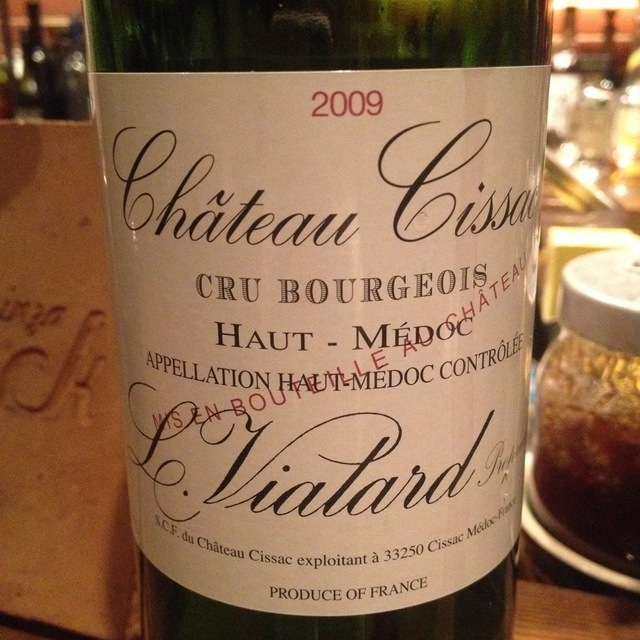 2009
Château Cissac
CRU BOURGEOIS
HAUT - MÉDOC
APPELLATION HAUT-MÉDOC CONTRÔLÉE
MIS EN BOUTEILLE AU CHÂTEAU
L. Vialard
S.C.F. du Château Cissac exploitant à 33250 Cissac Médoc-France
PRODUCE OF FRANCE